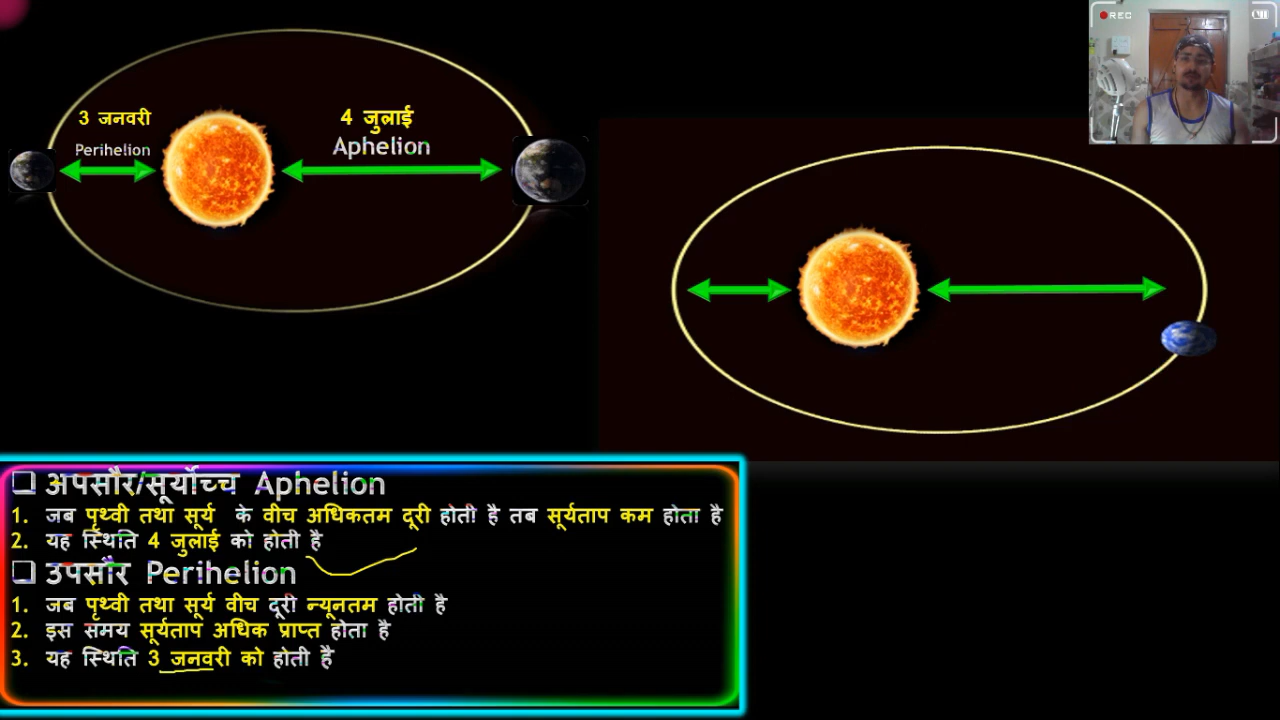 3 जनवरी
Perihelion
4 जुलाई
Aphelion
REC
❑ अपसौर/सूर्योच्च Aphelion
1. जब पृथ्वी तथा सूर्य के वीच अधिकतम दूरी होती है तब सूर्यताप कम होता है
2. यह स्थिति 4 जुलाई को होती है
❑ उपसौर Perihelion
1. जब पृथ्वी तथा सूर्य वीच दूरी न्यूनतम होती है
2. इस समय सूर्यताप अधिक प्राप्त होता है
3. यह स्थिति 3 जनवरी को होती है